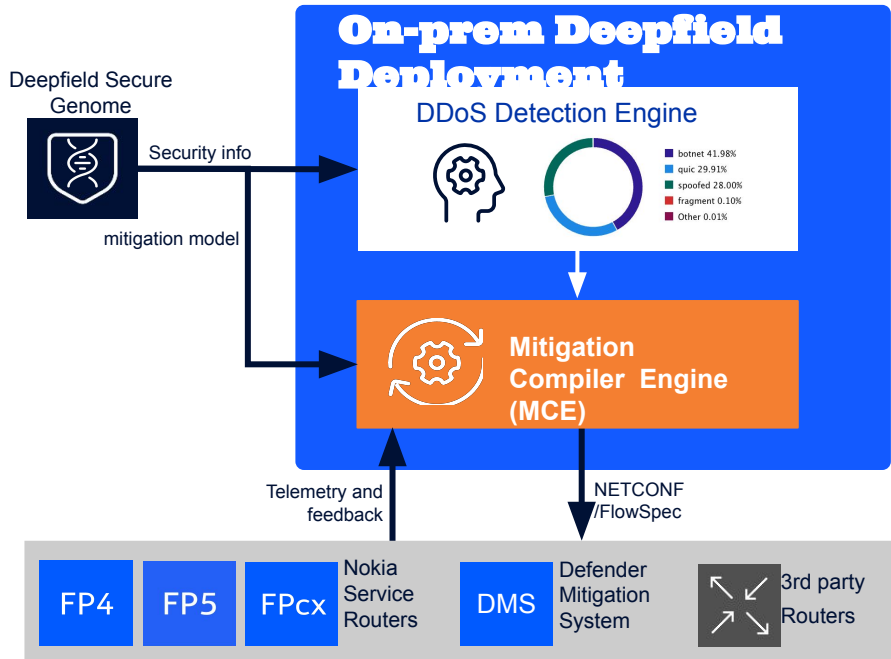 On-prem Deepfield
Deployment
Deepfield Secure
Genome
DDoS Detection Engine
Security info
botnet 41.98%
quic 29.91%
spoofed 28.00%
fragment 0.10%
Other 0.01%
mitigation model
Mitigation
Compiler Engine
(MCE)
Telemetry and
feedback
NETCONF
/FlowSpec
FP4
FP5
FPcx
Nokia
Service
Routers
DMS
Defender
Mitigation
System
3rd party
Routers